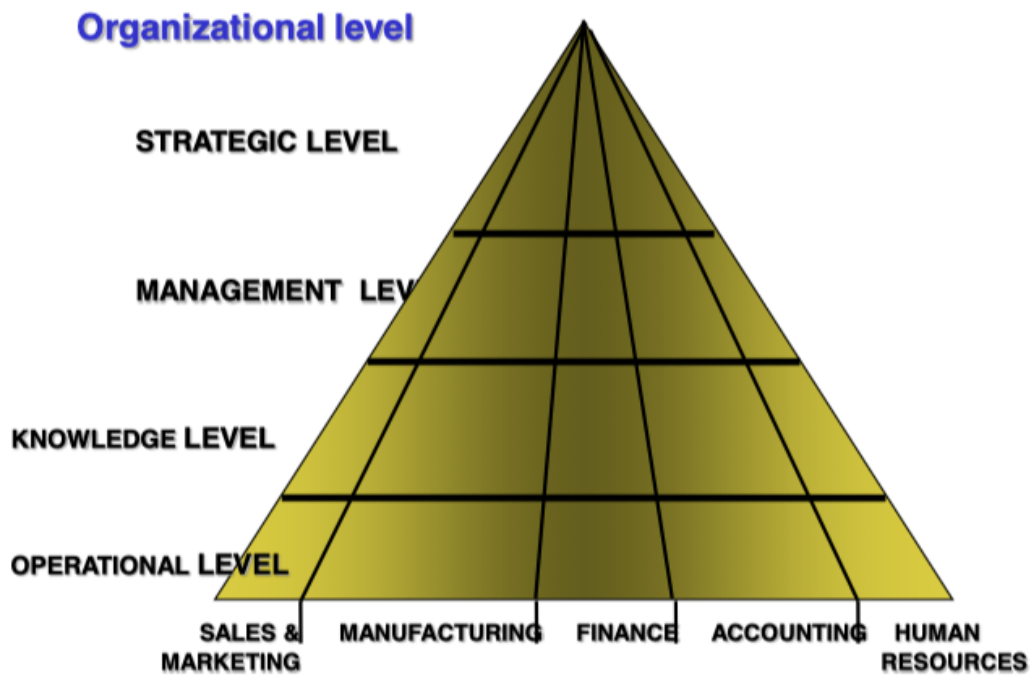 Organizational level
STRATEGIC LEVEL
MANAGEMENT LEV
KNOWLEDGE LEVEL
OPERATIONAL LEVEL
SALES &
MARKETING
MANUFACTURING
FINANCE
ACCOUNTING
HUMAN
RESOURCES